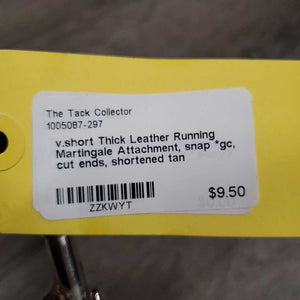 The Tack Collector
1005087-297
v.short Thick Leather Running
Martingale Attachment, snap *gc,
cut ends, shortened tan
$9.50
ZZKWYT